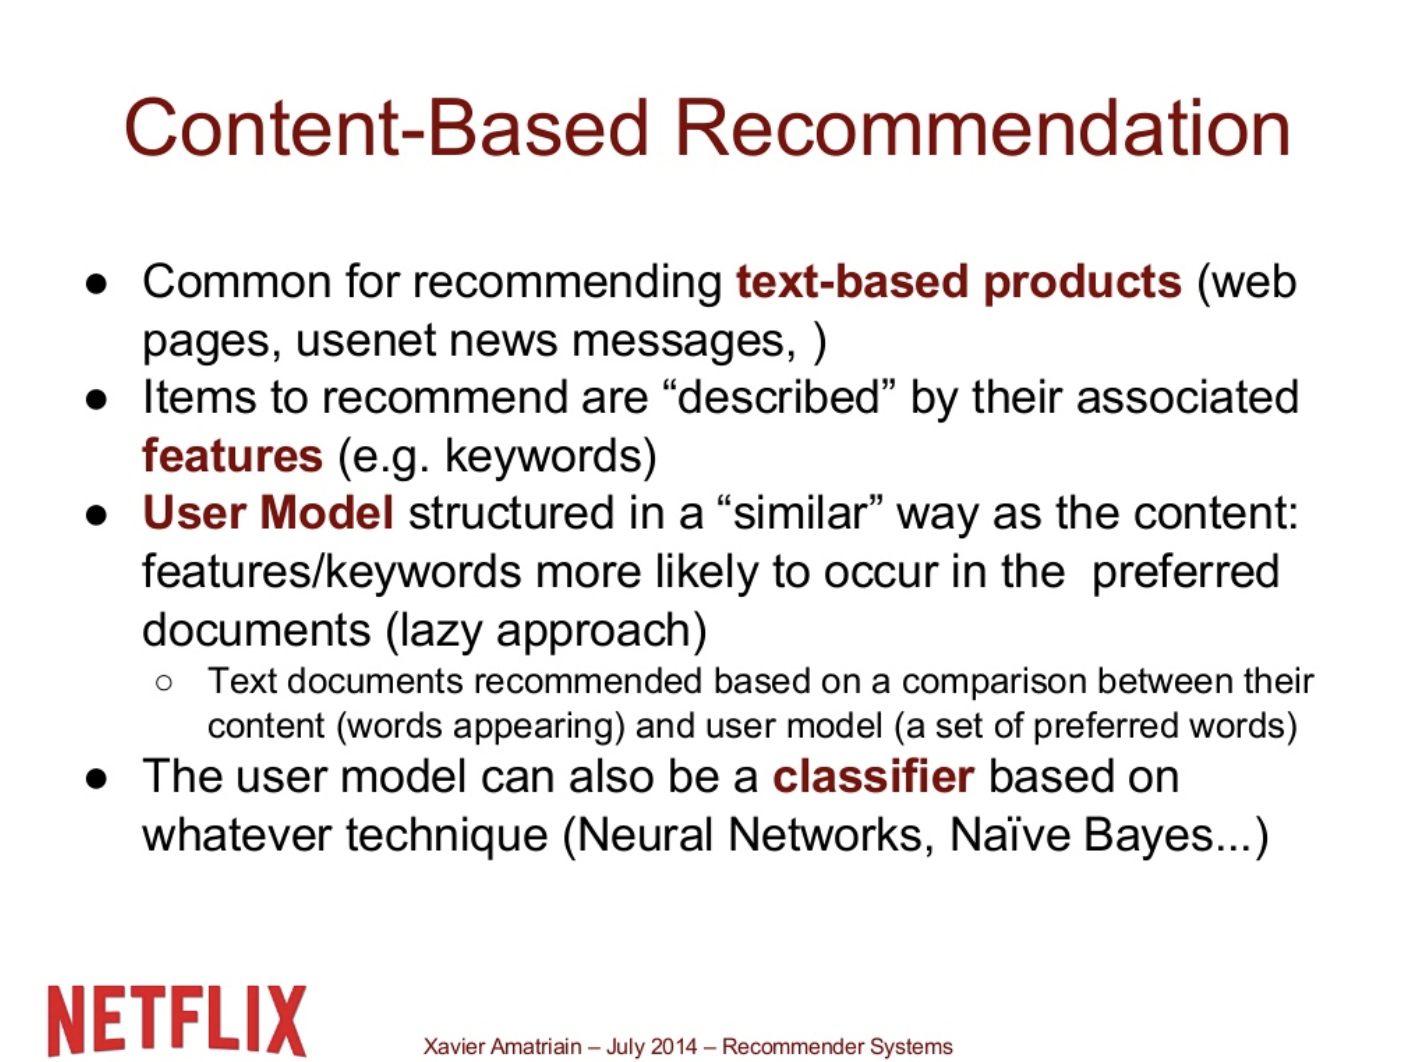 Content-Based Recommendation
● Common for recommending text-based products (web
pages, usenet news messages, )
● Items to recommend are “described” by their associated
features (e.g. keywords)
● User Model structured in a “similar” way as the content:
features/keywords more likely to occur in the  preferred
documents (lazy approach)
○ Text documents recommended based on a comparison between their
content (words appearing) and user model (a set of preferred words)
● The user model can also be a classifier based on
whatever technique (Neural Networks, Naïve Bayes...)
NETFLIX
Xavier Amatriain – July 2014 – Recommender Systems